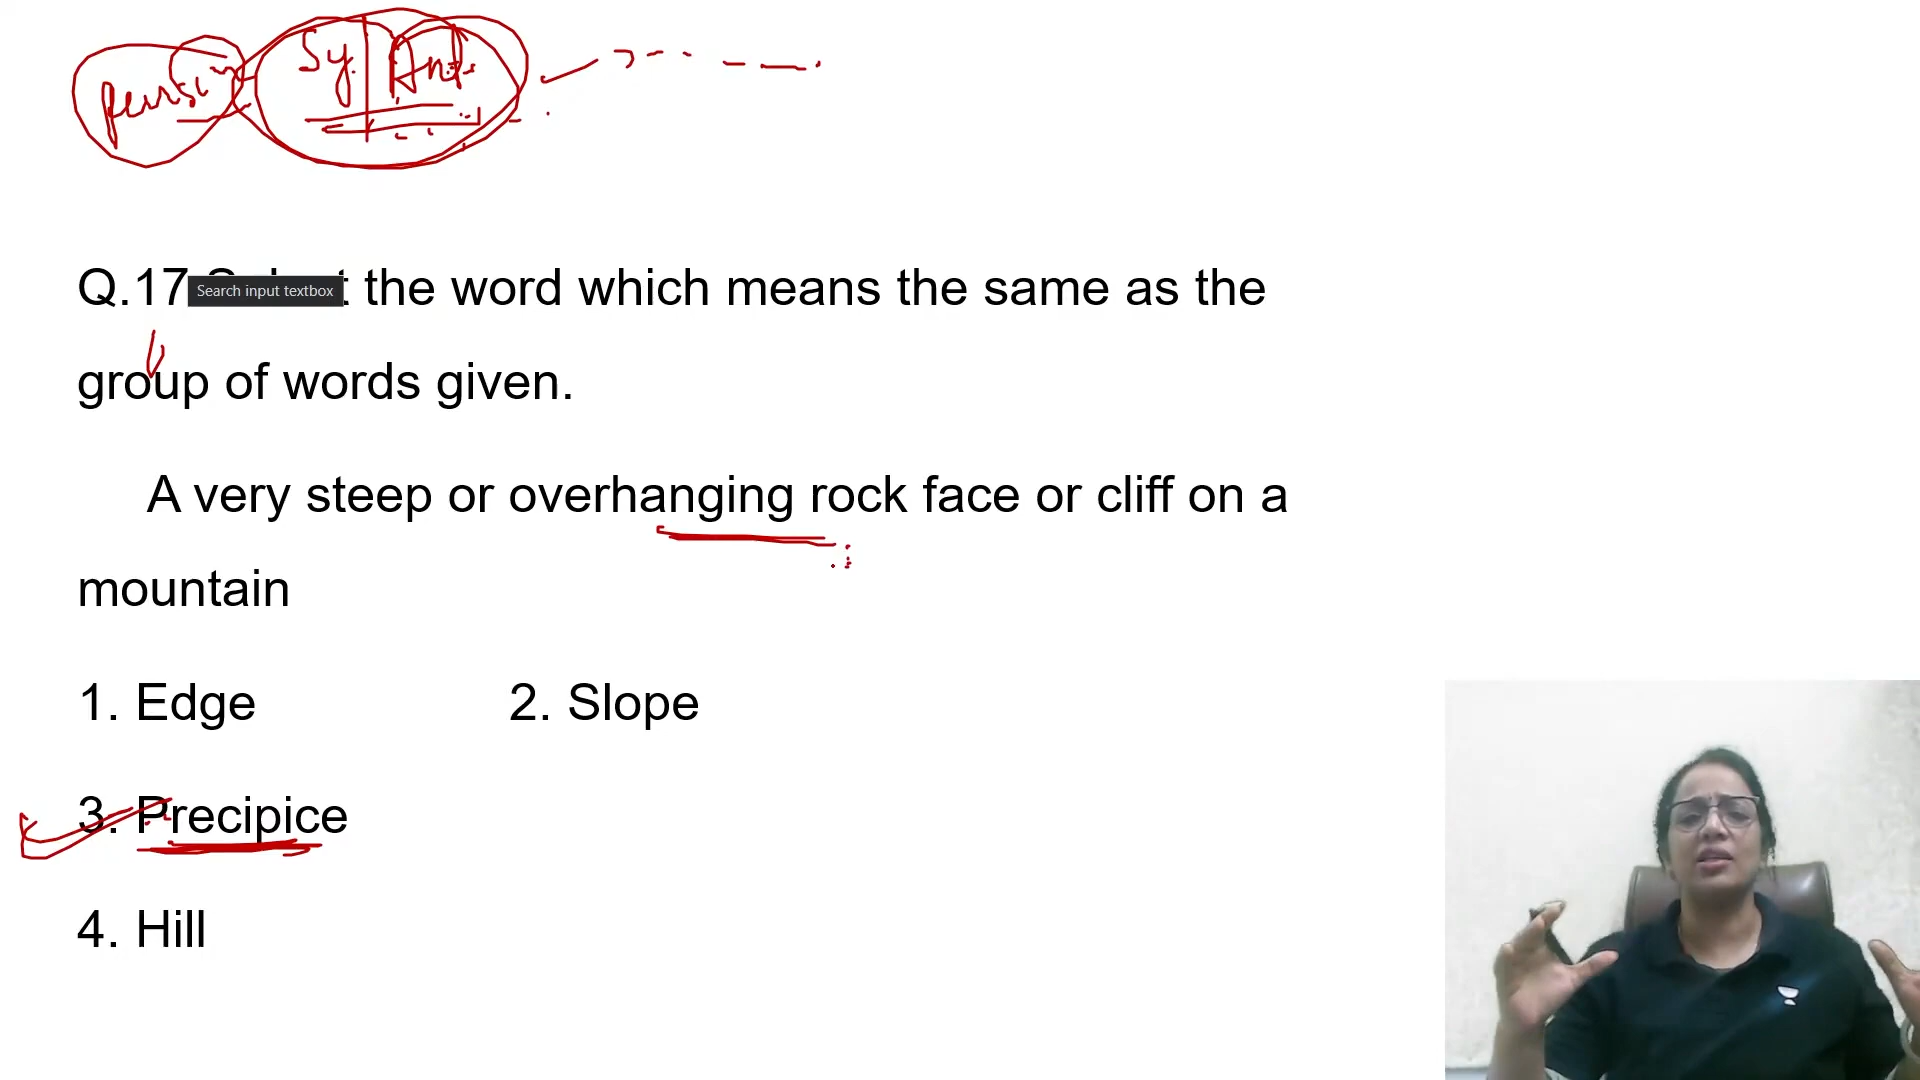 Sy. Ant
Q.17 Select the word which means the same as the
Search input textbox
group of words given.
A very steep or overhanging rock face or cliff on a
mountain
1. Edge 2. Slope
3. Precipice
4. Hill